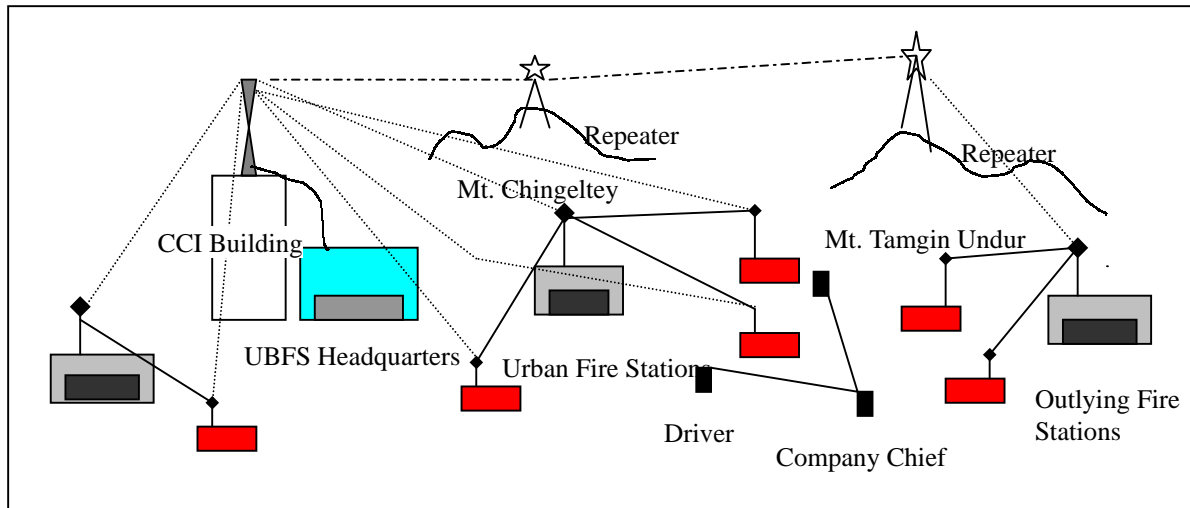 Repeater
Repeater
Mt. Chingeltey
CCI Building
Mt. Tamgin Undur
UBFS Headquarters
Urban Fire Stations
Outlying Fire
Stations
Driver
Company Chief